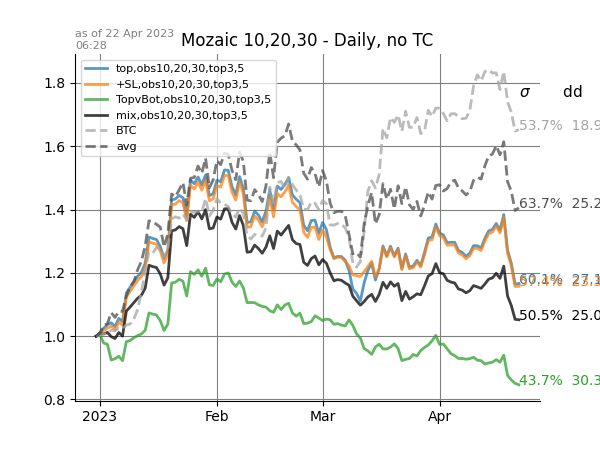 as of 22 Apr 2023
06:28
Mozaic 10,20,30 - Daily, no TC
top,obs10,20,30,top3,5
+SL,obs10,20,30,top3,5
TopvBot,obs10,20,30,top3,5
mix,obs10,20,30,top3,5
BTC
avg
σ dd
53.7% 18.9
63.7% 25.2
50.5% 25.0
43.7% 30.3
1.8
1.6
1.4
1.2
1.0
0.8
2023 Feb Mar Apr